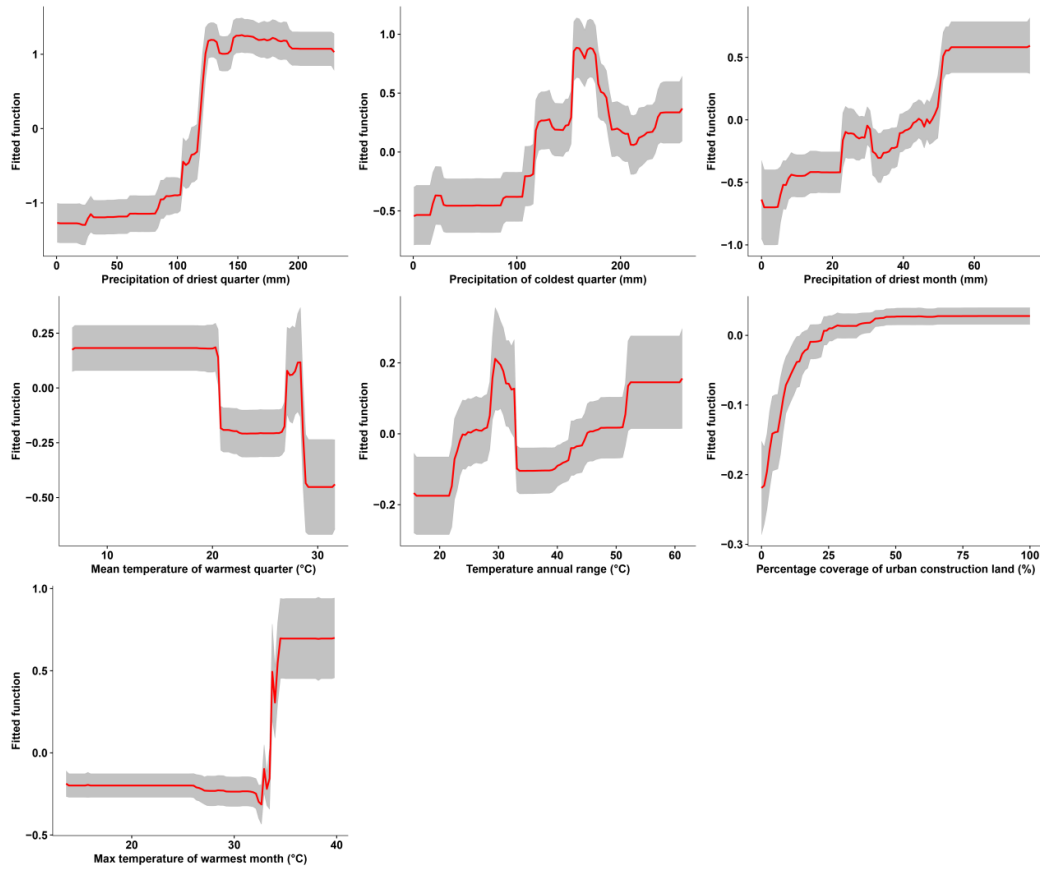 Fitted function
1
0
−1
0 50 100 150 200
Precipitation of driest quarter (mm)
Fitted function
1.0
0.5
0.0
−0.5
0 100 200
Precipitation of coldest quarter (mm)
Fitted function
0.5
0.0
−0.5
−1.0
0 20 40 60
Precipitation of driest month (mm)
Fitted function
0.25
0.00
−0.25
−0.50
10 20 30
Mean temperature of warmest quarter (°C)
Fitted function
0.2
0.0
−0.2
20 30 40 50 60
Temperature annual range (°C)
Fitted function
0.0
−0.1
−0.2
−0.3
0 25 50 75 100
Percentage coverage of urban construction land (%)
Fitted function
1.0
0.5
0.0
−0.5
20 30 40
Max temperature of warmest month (°C)